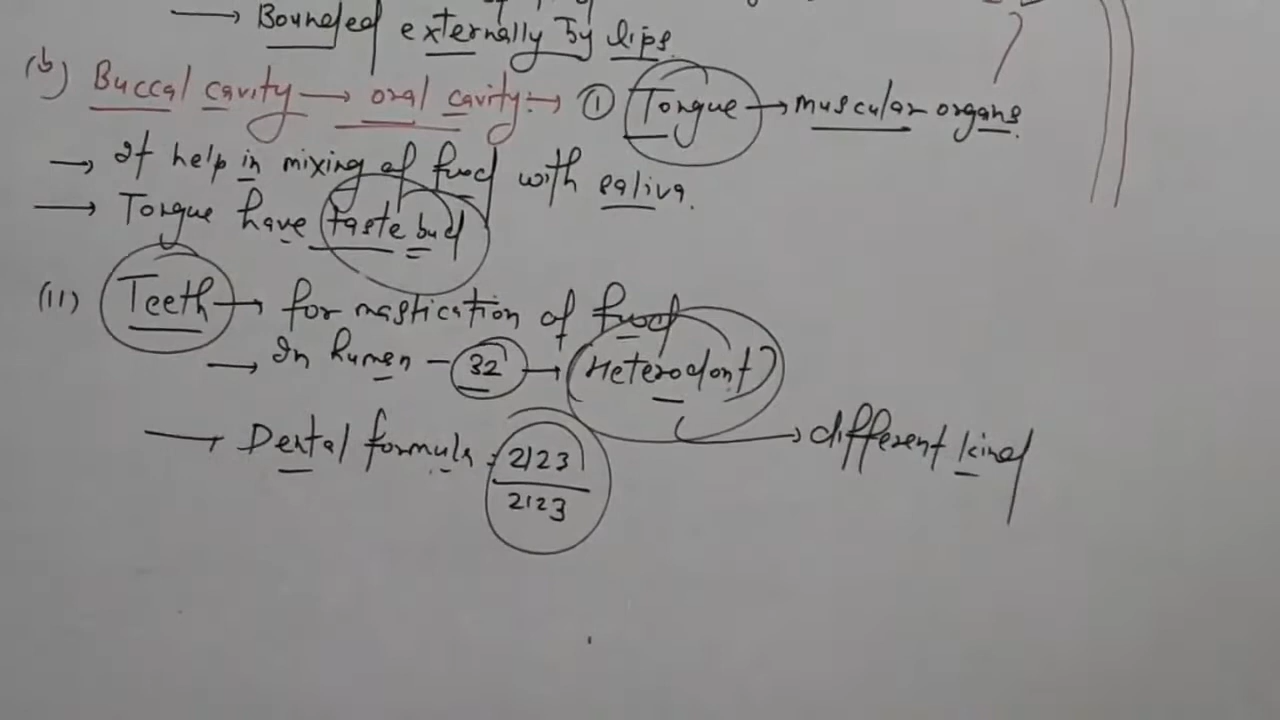 → Bounded externally by lips.
(b) Buccal cavity → oral cavity:→ ① Tongue → muscular organs.
→ It help in mixing of food with saliva.
→ Tongue have taste bud
(11) Teeth → for mastication of food
→ In human - 32 → Heterodont
→ different kind
→ Dental formula = 2123
2123